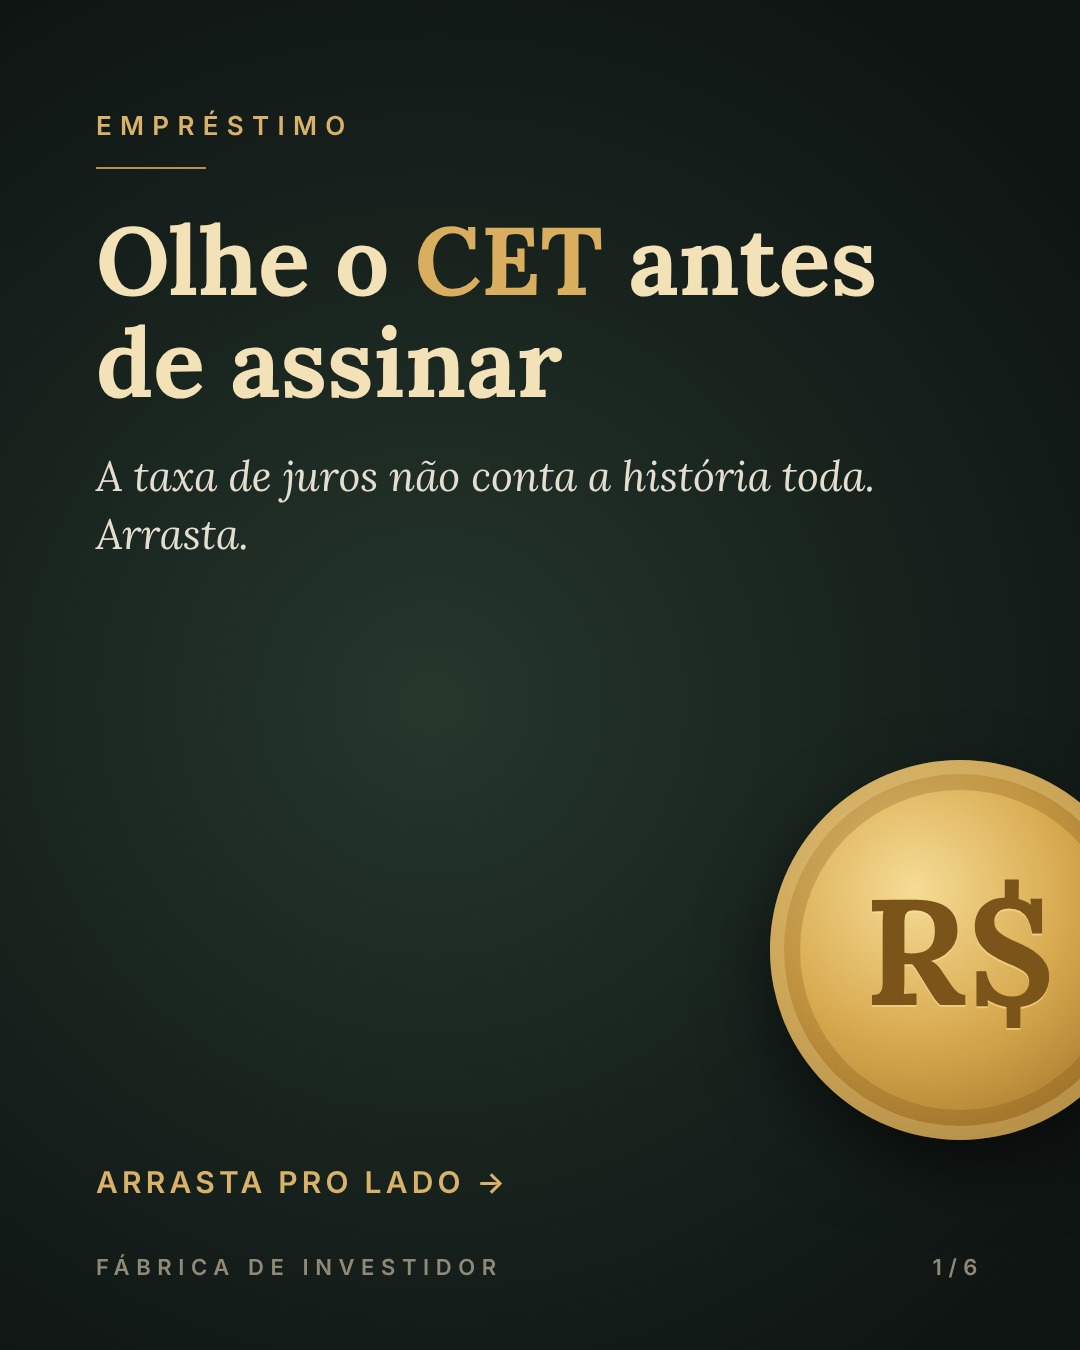 EMPRÉSTIMO
Olhe o CET antes
de assinar
A taxa de juros não conta a história toda.
Arrasta.
R$
ARRASTA PRO LADO →
FÁBRICA DE INVESTIDOR
1/6